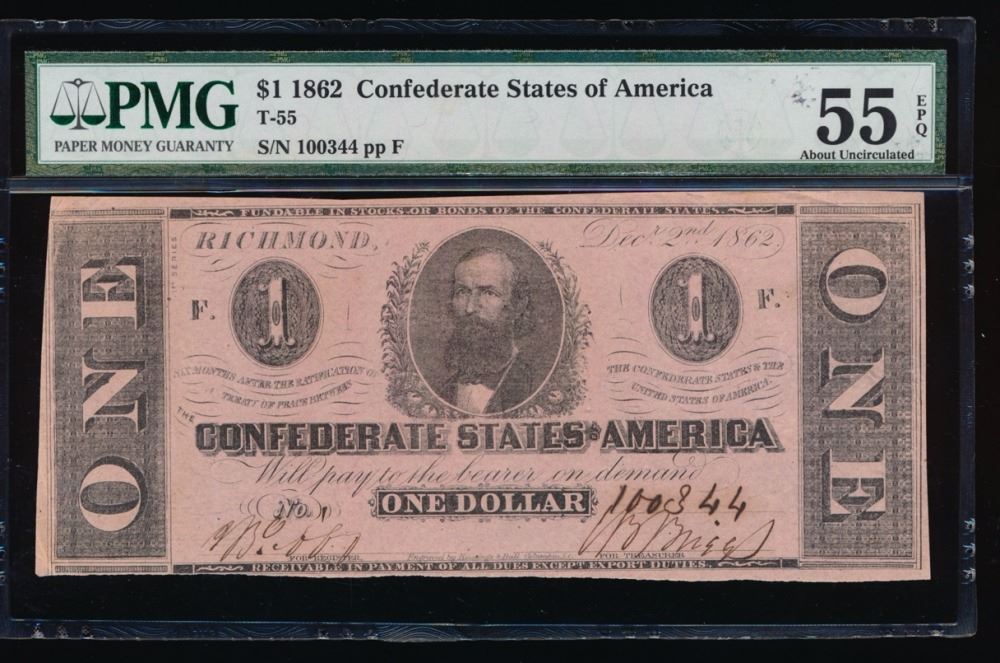 PMG
PAPER MONEY GUARANTY
$1 1862 Confederate States of America
T-55
S/N 100344 pp F
55
EPQ
About Uncirculated
FUNDABLE IN STOCKS OR BONDS OF THE CONFEDERATE STATES.
RICHMOND, Decr. 2nd 1862.
1st SERIES
ONE
F. 1
1 F.
ONE
SIX MONTHS AFTER THE RATIFICATION OF A
TREATY OF PEACE BETWEEN
THE CONFEDERATE STATES & THE
UNITED STATES OF AMERICA.
THE
CONFEDERATE STATES OF AMERICA
Will pay to the bearer on demand
No. ONE DOLLAR 100344
FOR REGISTER.
FOR TREASURER
RECEIVABLE IN PAYMENT OF ALL DUES EXCEPT EXPORT DUTIES.